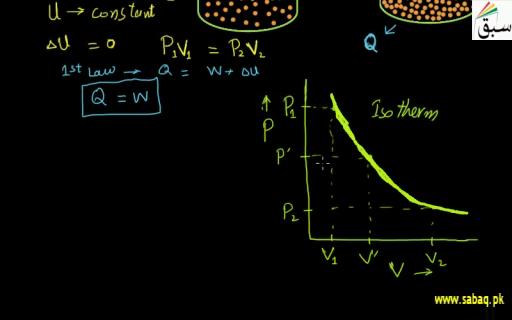 U → constant
سبق
ΔU = 0 P₁V₁ = P₂V₂
Q
1st Law → Q = W + ΔU
Q = W
P₁
Isotherm
P
P'
P₂
V₁ V' V₂
V →
www.sabaq.pk